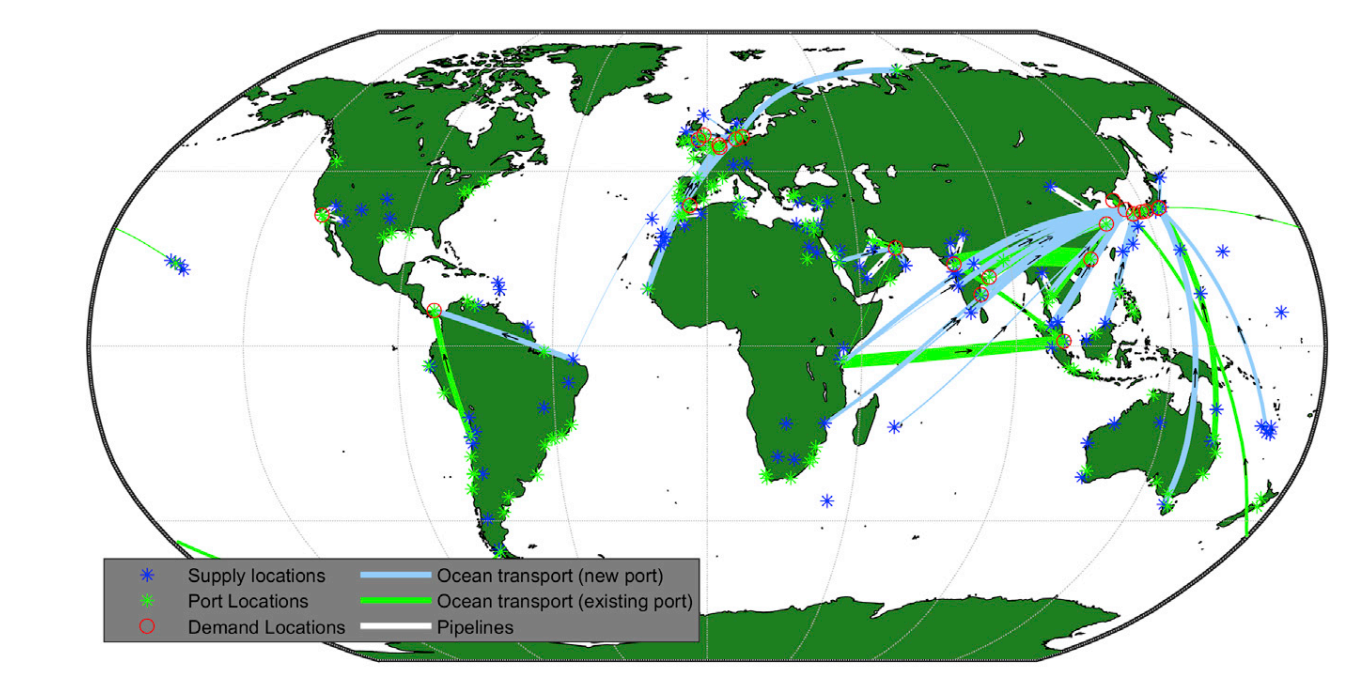 Supply locations
Ocean transport (new port)
Port Locations
Ocean transport (existing port)
Demand Locations
Pipelines